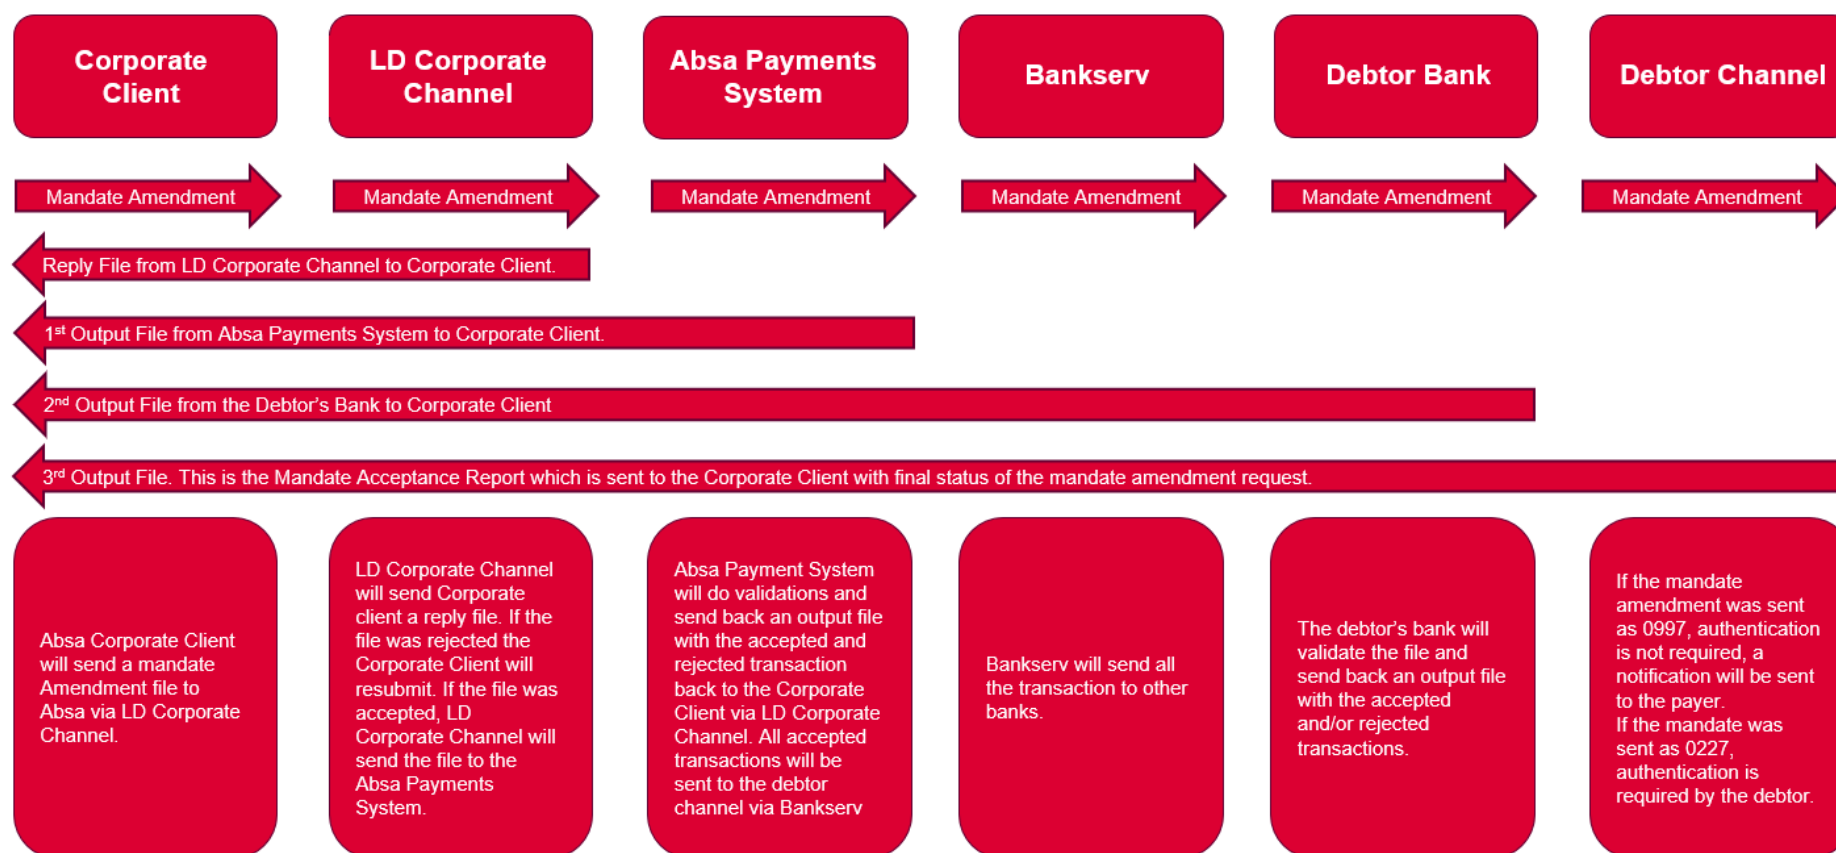 Corporate
Client
LD Corporate
Channel
Absa Payments
System
Bankserv
Debtor Bank
Debtor Channel
Mandate Amendment
Mandate Amendment
Mandate Amendment
Mandate Amendment
Mandate Amendment
Mandate Amendment
Reply File from LD Corporate Channel to Corporate Client.
1st Output File from Absa Payments System to Corporate Client.
2nd Output File from the Debtor’s Bank to Corporate Client
3rd Output File. This is the Mandate Acceptance Report which is sent to the Corporate Client with final status of the mandate amendment request.
Absa Corporate Client
will send a mandate
Amendment file to
Absa via LD Corporate
Channel.
LD Corporate Channel
will send Corporate
client a reply file. If the
file was rejected the
Corporate Client will
resubmit. If the file was
accepted, LD
Corporate Channel will
send the file to the
Absa Payments
System.
Absa Payment System
will do validations and
send back an output file
with the accepted and
rejected transaction
back to the Corporate
Client via LD Corporate
Channel. All accepted
transactions will be
sent to the debtor
channel via Bankserv
Bankserv will send all
the transaction to other
banks.
The debtor’s bank will
validate the file and
send back an output file
with the accepted
and/or rejected
transactions.
If the mandate
amendment was sent
as 0997, authentication
is not required, a
notification will be sent
to the payer.
If the mandate was
sent as 0227,
authentication is
required by the debtor.